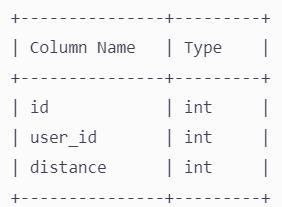 +---------------+---------+
| Column Name   | Type    |
+---------------+---------+
| id            | int     |
| user_id       | int     |
| distance      | int     |
+---------------+---------+